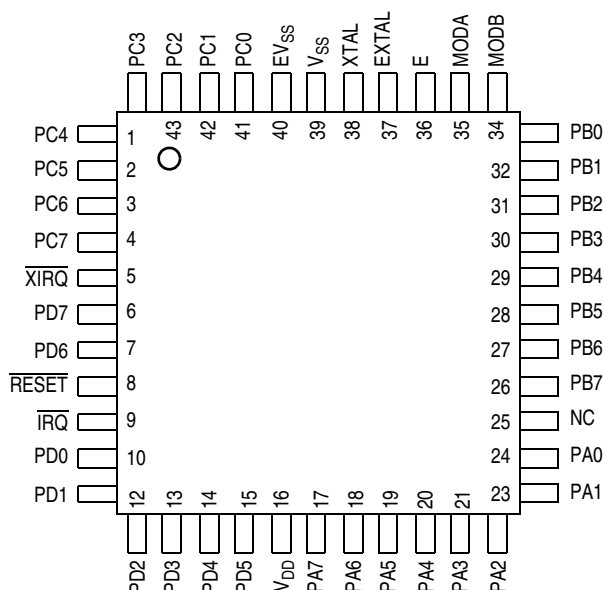 PC3 PC2 PC1 PC0 EVSS VSS XTAL EXTAL E MODA MODB
43 42 41 40 39 38 37 36 35 34
PC4 1 PB0
PC5 2 32 PB1
PC6 3 31 PB2
PC7 4 30 PB3
XIRQ 5 29 PB4
PD7 6 28 PB5
PD6 7 27 PB6
RESET 8 26 PB7
IRQ 9 25 NC
PD0 10 24 PA0
PD1 23 PA1
12 13 14 15 16 17 18 19 20 21
PD2 PD3 PD4 PD5 VDD PA7 PA6 PA5 PA4 PA3 PA2